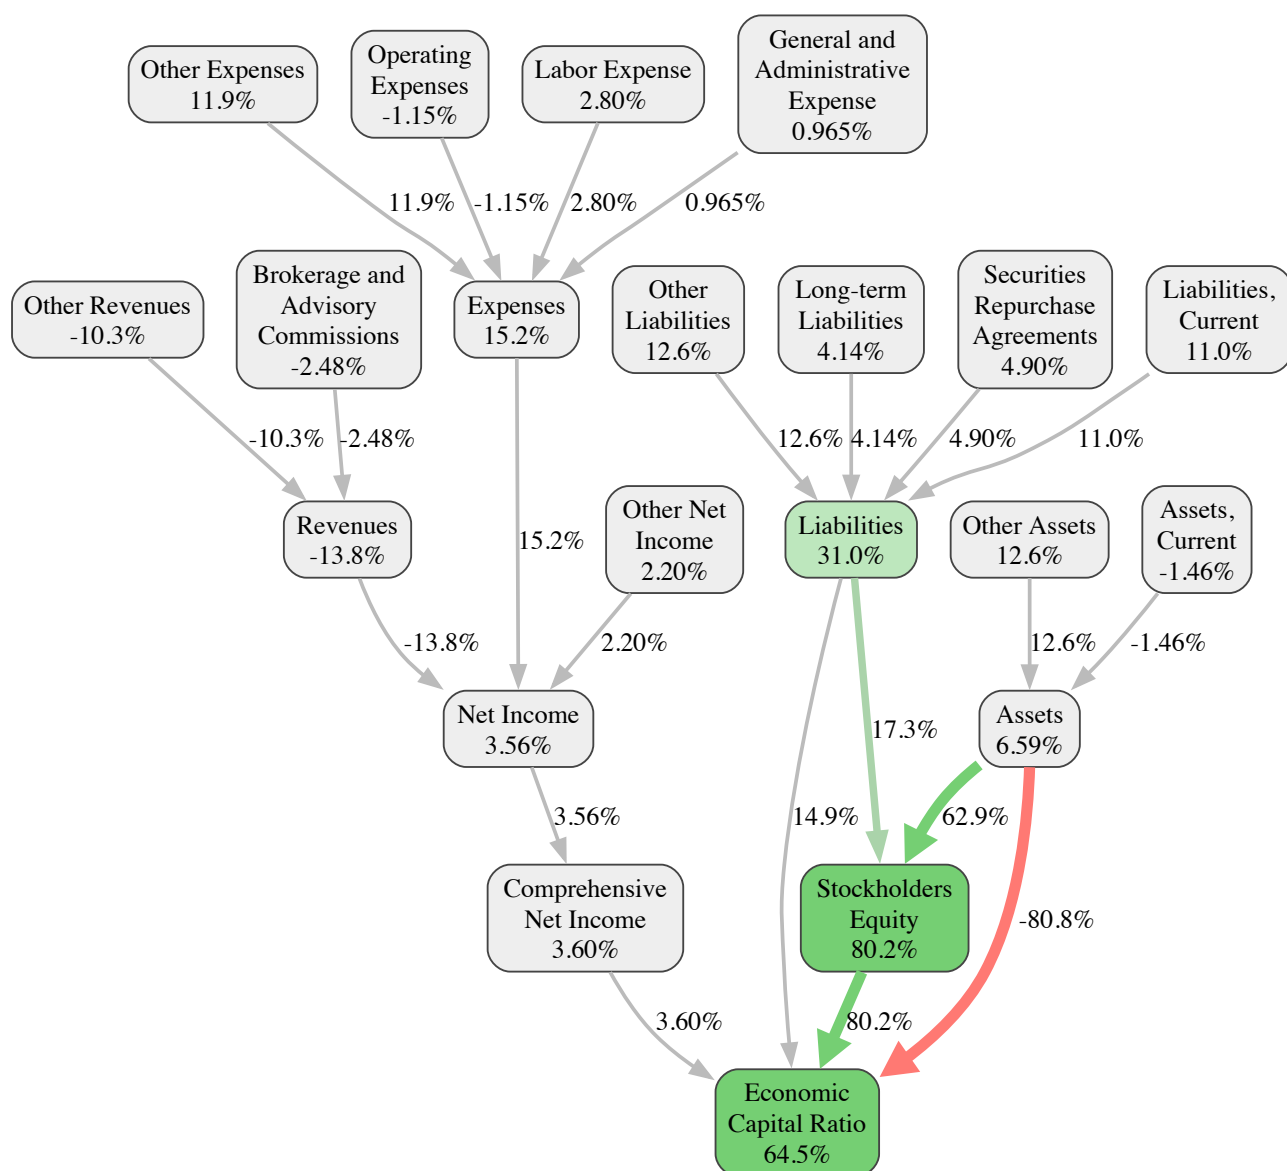 Other Expenses
11.9%
Operating
Expenses
-1.15%
Labor Expense
2.80%
General and
Administrative
Expense
0.965%
11.9%
-1.15%
2.80%
0.965%
Other Revenues
-10.3%
Brokerage and
Advisory
Commissions
-2.48%
Expenses
15.2%
Other
Liabilities
12.6%
Long-term
Liabilities
4.14%
Securities
Repurchase
Agreements
4.90%
Liabilities,
Current
11.0%
-10.3%
-2.48%
12.6%
4.14%
4.90%
11.0%
Revenues
-13.8%
15.2%
Other Net
Income
2.20%
Liabilities
31.0%
Other Assets
12.6%
Assets,
Current
-1.46%
-13.8%
2.20%
12.6%
-1.46%
Net Income
3.56%
17.3%
Assets
6.59%
3.56%
14.9%
62.9%
Comprehensive
Net Income
3.60%
Stockholders
Equity
80.2%
-80.8%
3.60%
80.2%
Economic
Capital Ratio
64.5%